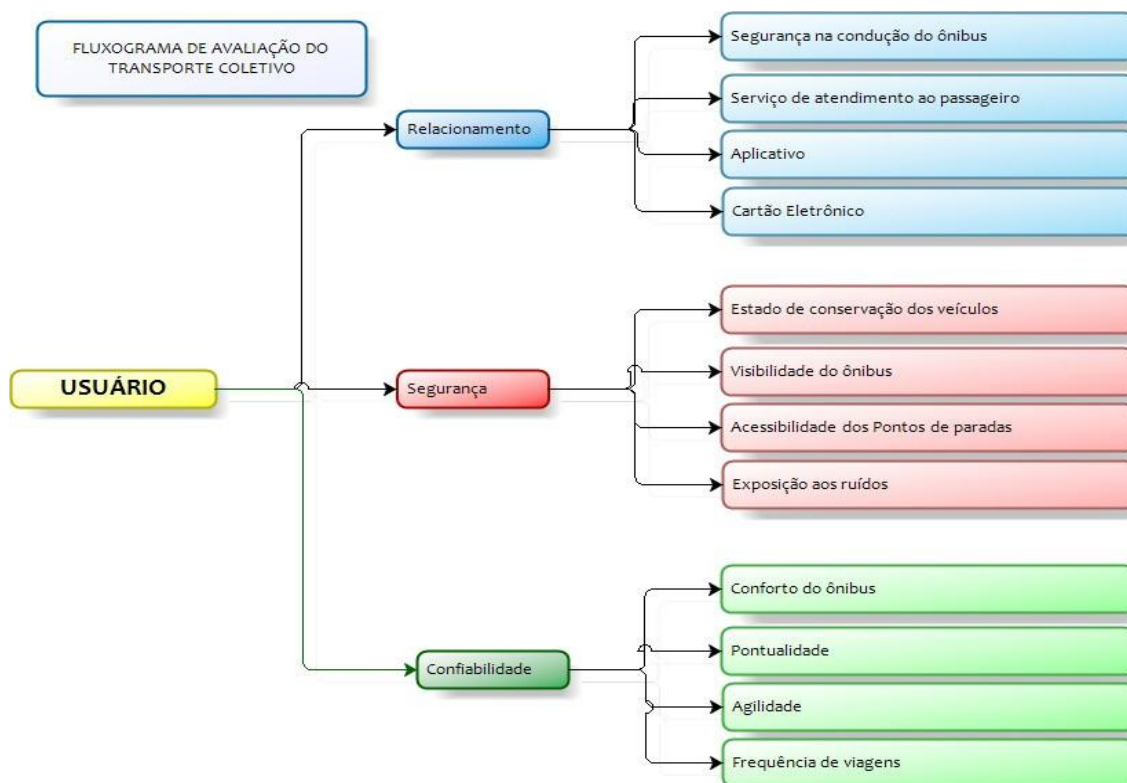 FLUXOGRAMA DE AVALIAÇÃO DO
TRANSPORTE COLETIVO
Segurança na condução do ônibus
Serviço de atendimento ao passageiro
Relacionamento
Aplicativo
Cartão Eletrônico
Estado de conservação dos veículos
Visibilidade do ônibus
USUÁRIO
Segurança
Acessibilidade dos Pontos de paradas
Exposição aos ruídos
Conforto do ônibus
Pontualidade
Confiabilidade
Agilidade
Frequência de viagens